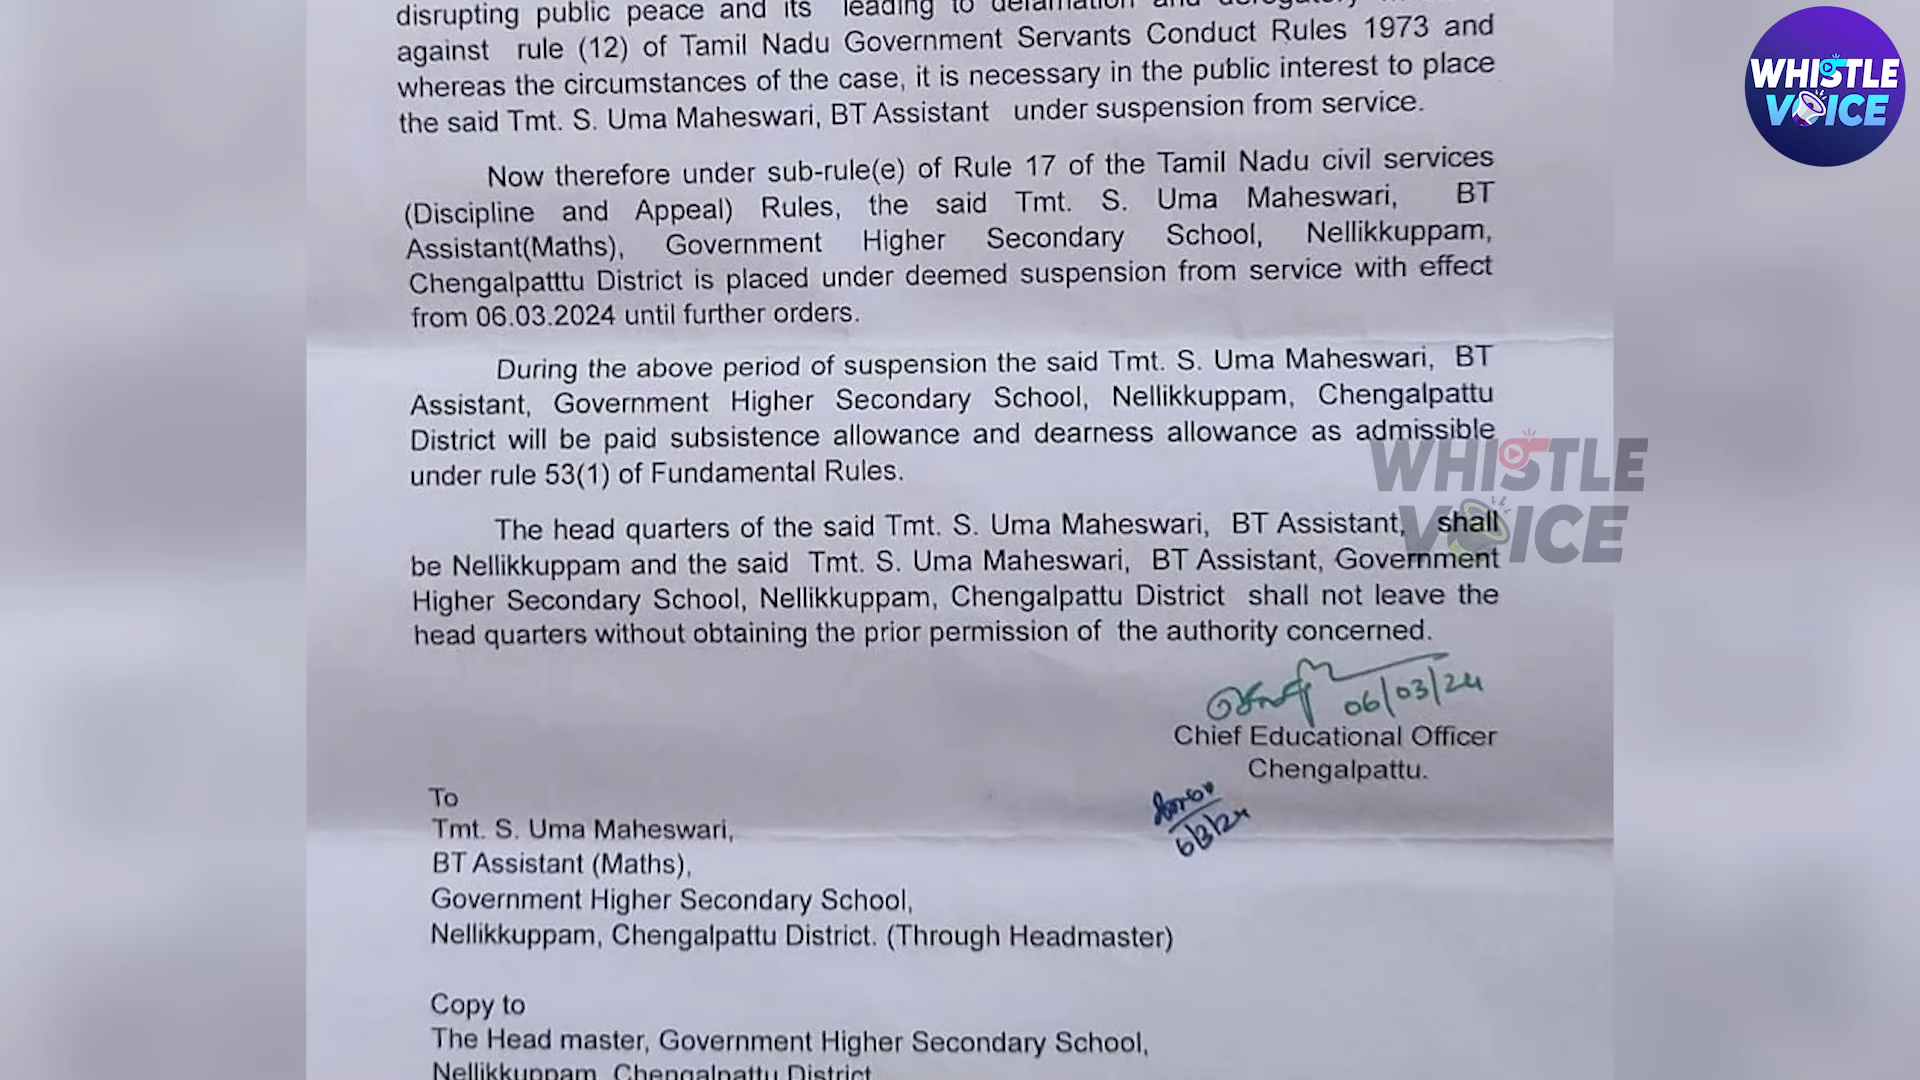 disrupting public peace and its leading to defamation and derogatory
against rule (12) of Tamil Nadu Government Servants Conduct Rules 1973 and
whereas the circumstances of the case, it is necessary in the public interest to place
the said Tmt. S. Uma Maheswari, BT Assistant under suspension from service.
Now therefore under sub-rule(e) of Rule 17 of the Tamil Nadu civil services
(Discipline and Appeal) Rules, the said Tmt. S. Uma Maheswari, BT
Assistant(Maths), Government Higher Secondary School, Nellikkuppam,
Chengalpatttu District is placed under deemed suspension from service with effect
from 06.03.2024 until further orders.
During the above period of suspension the said Tmt. S. Uma Maheswari, BT
Assistant, Government Higher Secondary School, Nellikkuppam, Chengalpattu
District will be paid subsistence allowance and dearness allowance as admissible
under rule 53(1) of Fundamental Rules.
The head quarters of the said Tmt. S. Uma Maheswari, BT Assistant, shall
be Nellikkuppam and the said Tmt. S. Uma Maheswari, BT Assistant, Government
Higher Secondary School, Nellikkuppam, Chengalpattu District shall not leave the
head quarters without obtaining the prior permission of the authority concerned.
06/03/24
Chief Educational Officer
Chengalpattu.
6/3/24
To
Tmt. S. Uma Maheswari,
BT Assistant (Maths),
Government Higher Secondary School,
Nellikkuppam, Chengalpattu District. (Through Headmaster)
Copy to
The Head master, Government Higher Secondary School,
Nellikkuppam, Chengalpattu District
WHISTLE
VOICE
WHISTLE
VOICE